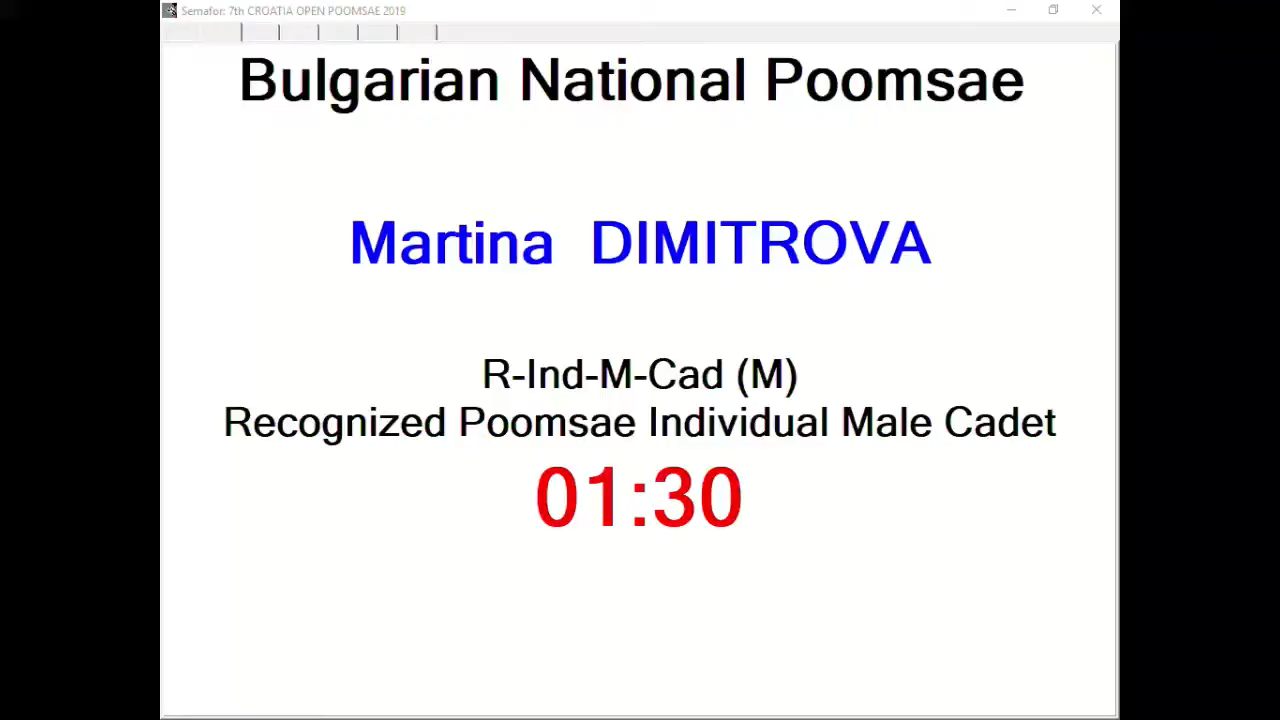 Semafor: 7th CROATIA OPEN POOMSAE 2019
Bulgarian National Poomsae
Martina DIMITROVA
R-Ind-M-Cad (M)
Recognized Poomsae Individual Male Cadet
01:30